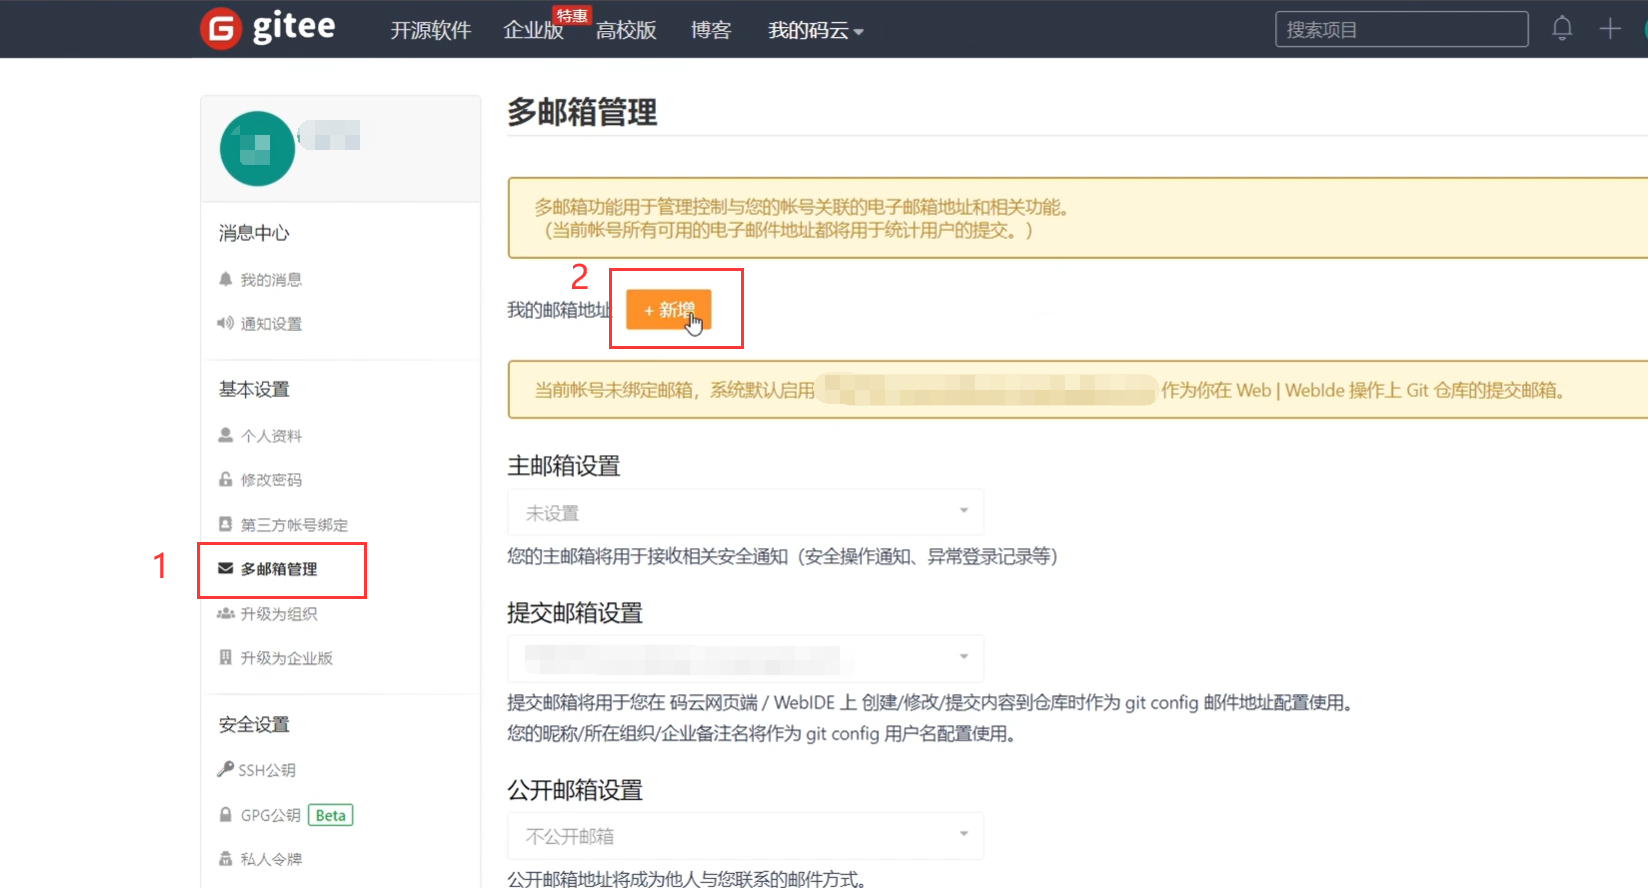 gitee 开源软件 企业版 特惠 高校版 博客 我的码云 搜索项目
消息中心
我的消息
通知设置
基本设置
个人资料
修改密码
第三方帐号绑定
1
多邮箱管理
升级为组织
升级为企业版
安全设置
SSH公钥
GPG公钥 Beta
私人令牌
多邮箱管理
多邮箱功能用于管理控制与您的帐号关联的电子邮箱地址和相关功能。
（当前帐号所有可用的电子邮件地址都将用于统计用户的提交。）
2
我的邮箱地址 + 新增
当前帐号未绑定邮箱，系统默认启用 作为你在 Web | WebIde 操作上 Git 仓库的提交邮箱。
主邮箱设置
未设置
您的主邮箱将用于接收相关安全通知（安全操作通知、异常登录记录等）
提交邮箱设置
提交邮箱将用于您在 码云网页端 / WebIDE 上 创建/修改/提交内容到仓库时作为 git config 邮件地址配置使用。
您的昵称/所在组织/企业备注名将作为 git config 用户名配置使用。
公开邮箱设置
不公开邮箱
公开邮箱地址将成为他人与您联系的邮件方式。